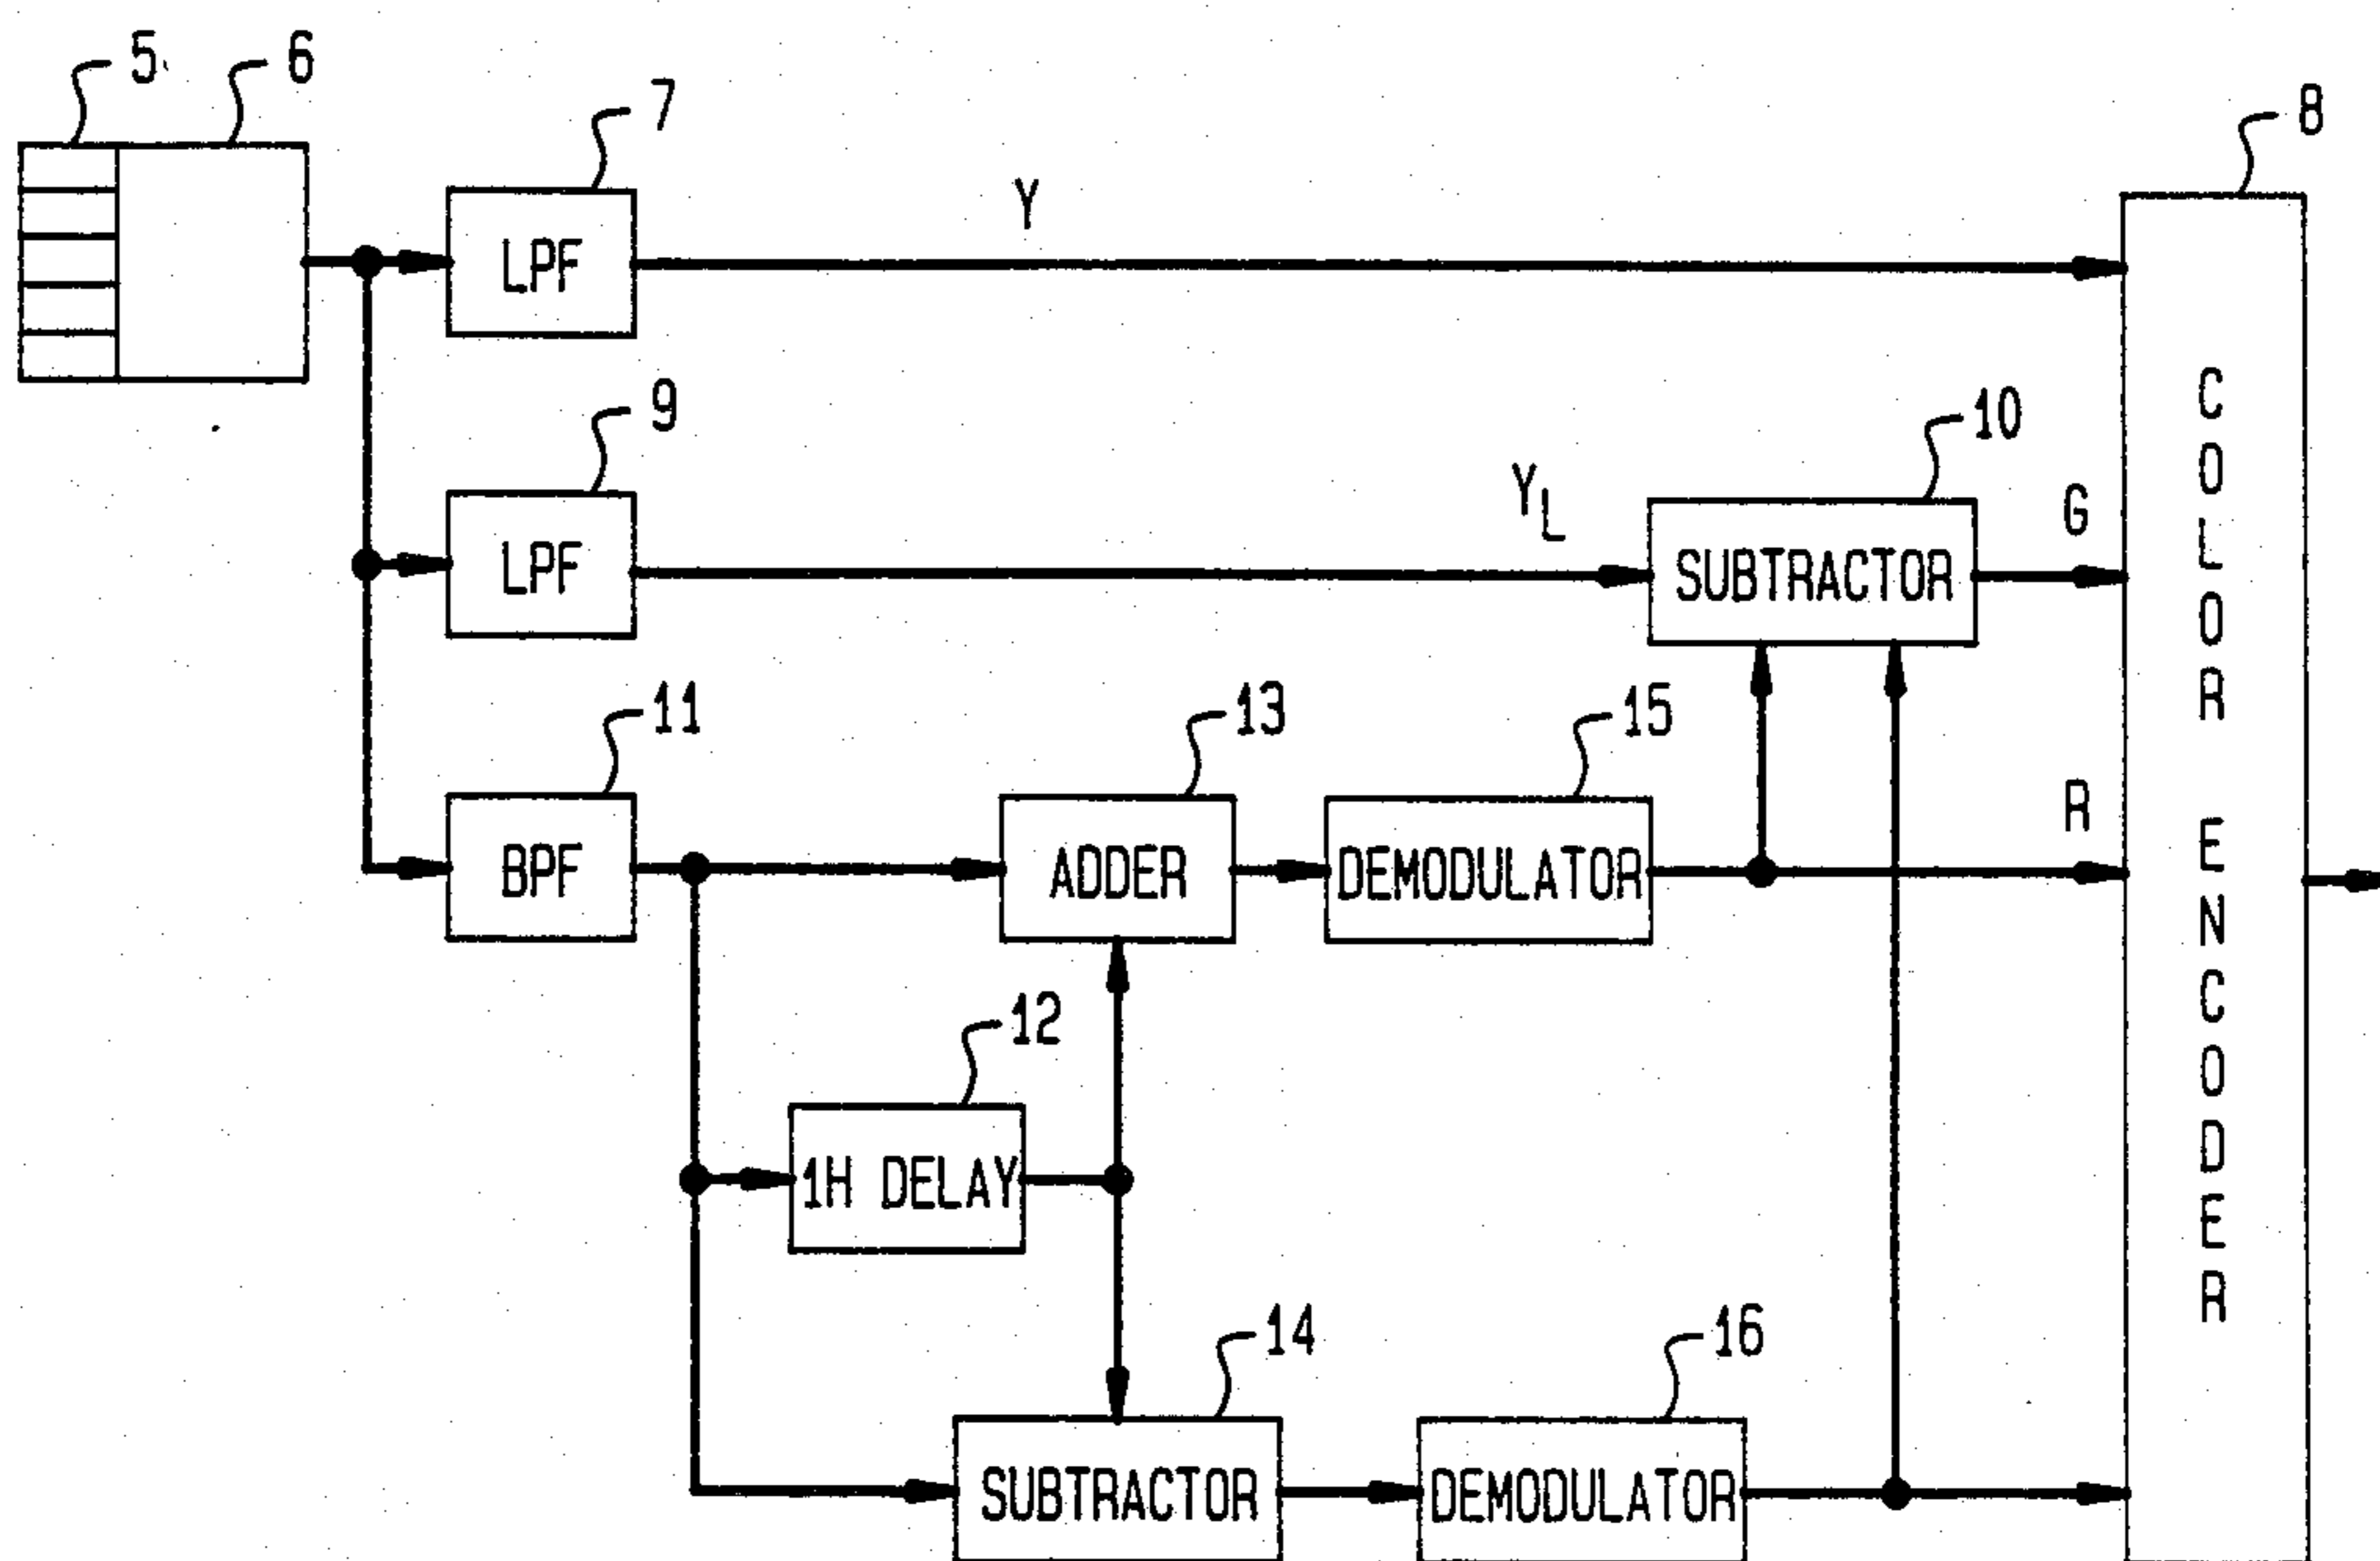 5
6
7
8
LPF
Y
9
LPF
Y_L
10
SUBTRACTOR
G
11
BPF
13
ADDER
15
DEMODULATOR
R
12
1H DELAY
14
SUBTRACTOR
16
DEMODULATOR
COLOR ENCODER